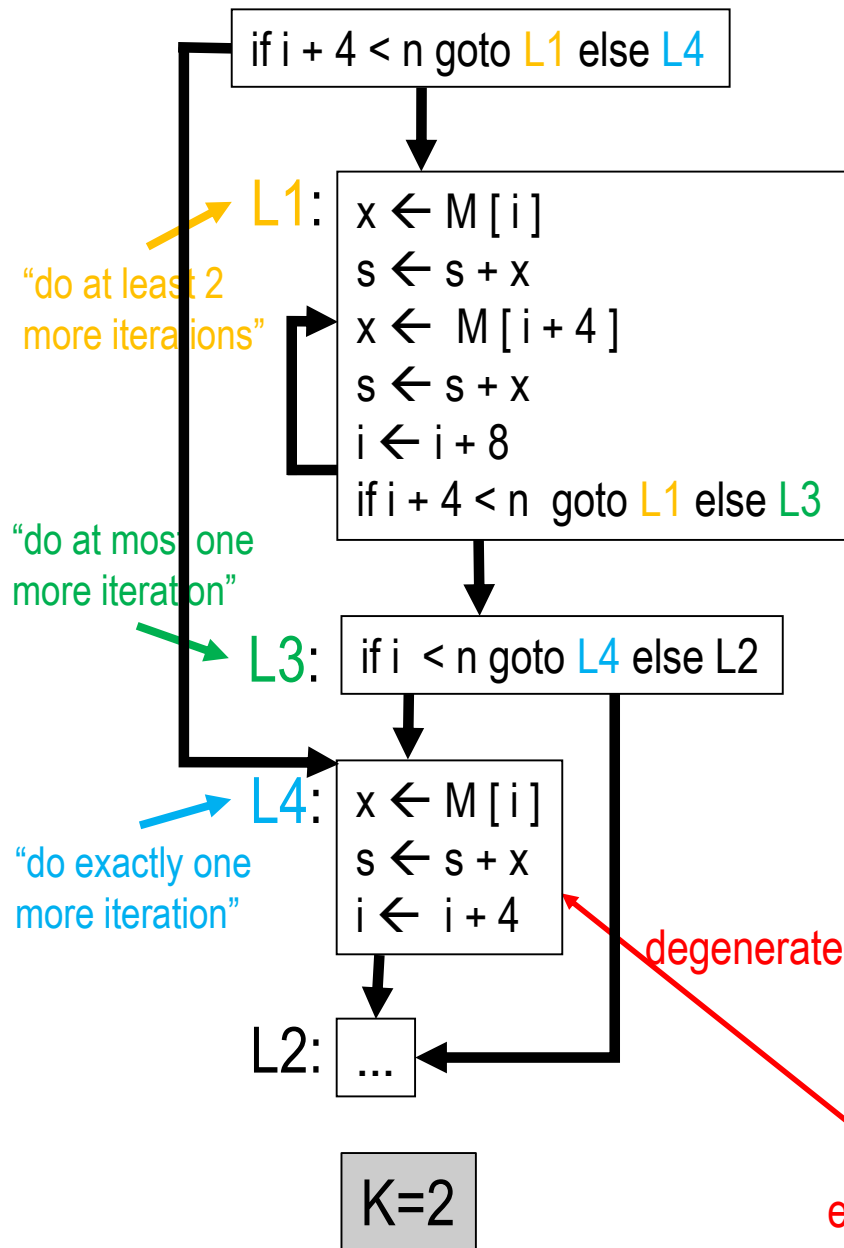 if i + 4 < n goto L1 else L4
L1:
x ← M [ i ]
s ← s + x
x ← M [ i + 4 ]
s ← s + x
i ← i + 8
if i + 4 < n goto L1 else L3
“do at least 2
more iterations”
“do at most one
more iteration”
L3:
if i < n goto L4 else L2
L4:
x ← M [ i ]
s ← s + x
i ← i + 4
“do exactly one
more iteration”
degenerate
L2:
...
K=2
e